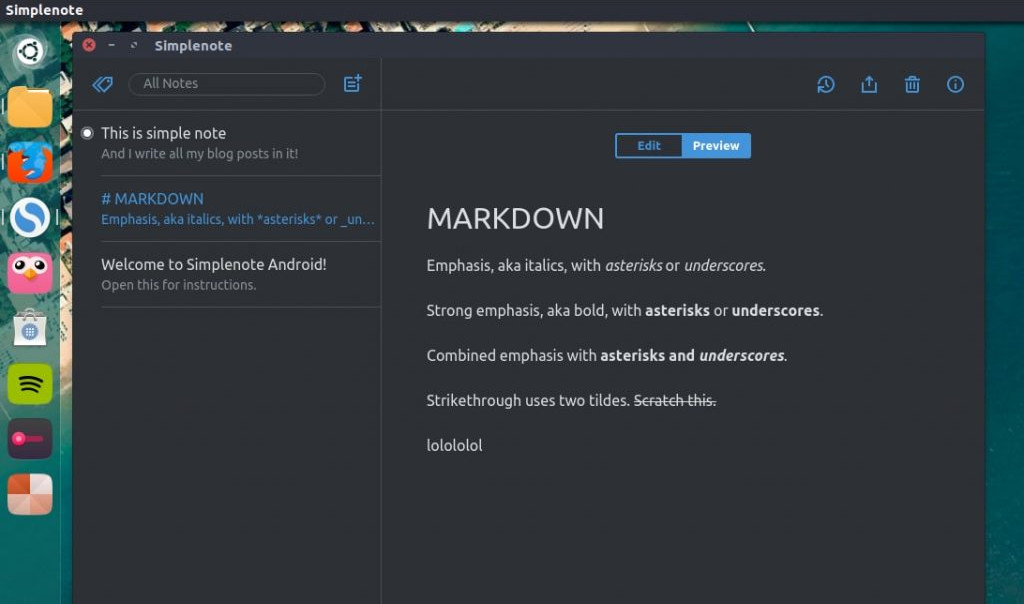 Simplenote
Simplenote
All Notes
This is simple note
And I write all my blog posts in it!
# MARKDOWN
Emphasis, aka italics, with *asterisks* or _un...
Welcome to Simplenote Android!
Open this for instructions.
Edit Preview
MARKDOWN
Emphasis, aka italics, with asterisks or underscores.
Strong emphasis, aka bold, with asterisks or underscores.
Combined emphasis with asterisks and underscores.
Strikethrough uses two tildes. Scratch this.
lolololol